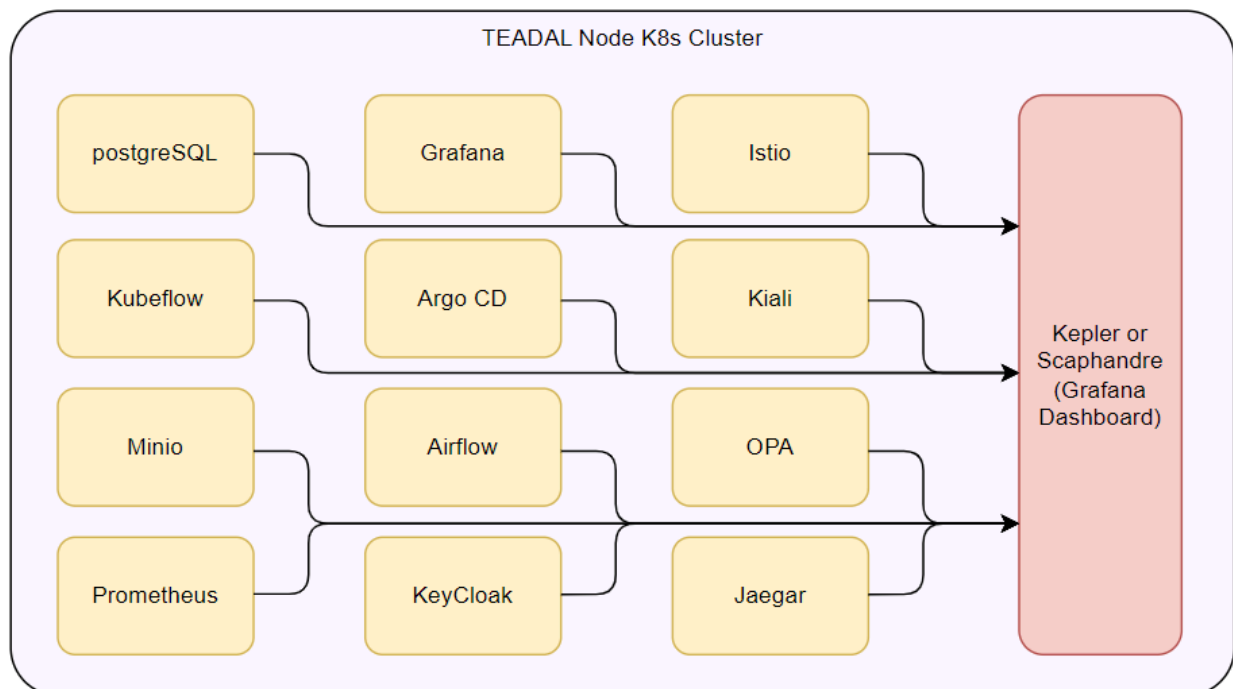 TEADAL Node K8s Cluster
postgreSQL
Grafana
Istio
Kubeflow
Argo CD
Kiali
Kepler or
Scaphandre
(Grafana
Dashboard)
Minio
Airflow
OPA
Prometheus
KeyCloak
Jaegar